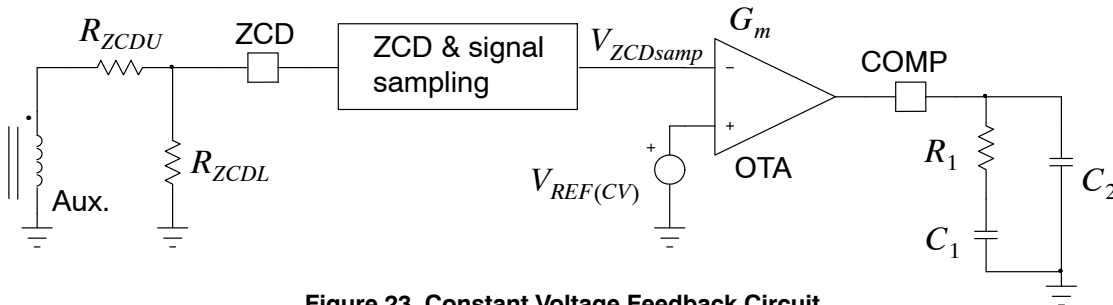 R_ZCDU
ZCD
ZCD & signal
sampling
V_ZCDsamp
G_m
COMP
R_ZCDL
Aux.
V_REF(CV)
OTA
R_1
C_1
C_2
Figure 23. Constant Voltage Feedback Circuit